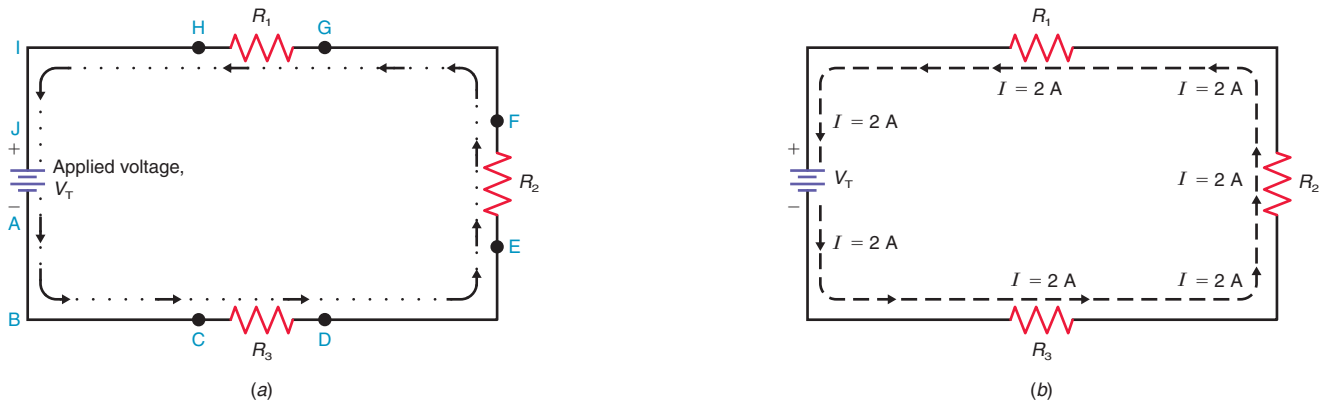 H
R1
G
I
F
J
+
Applied voltage,
VT
R2
−
A
E
B
C
R3
D
(a)
R1
I = 2 A
I = 2 A
I = 2 A
+
VT
I = 2 A
R2
−
I = 2 A
I = 2 A
I = 2 A
R3
(b)